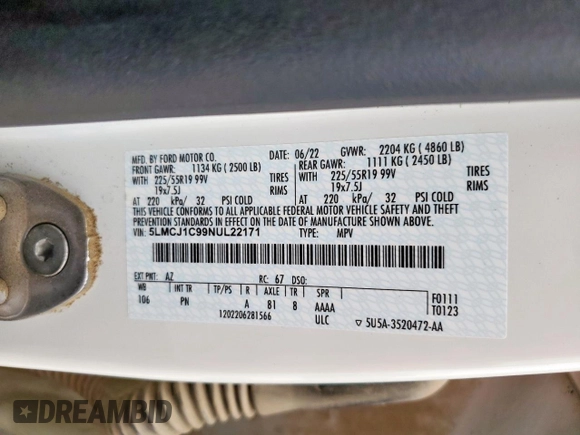 MFD. BY FORD MOTOR CO.
DATE: 06/22 GVWR: 2204 KG ( 4860 LB)
FRONT GAWR: 1134 KG ( 2500 LB) REAR GAWR: 1111 KG ( 2450 LB)
WITH 225/55R19 99V TIRES WITH 225/55R19 99V TIRES
19x7.5J RIMS 19x7.5J RIMS
AT 220 kPa/ 32 PSI COLD AT 220 kPa/ 32 PSI COLD
THIS VEHICLE CONFORMS TO ALL APPLICABLE FEDERAL MOTOR VEHICLE SAFETY AND THEFT
PREVENTION STANDARDS IN EFFECT ON THE DATE OF MANUFACTURE SHOWN ABOVE.
VIN: 5LMCJ1C99NUL22171
TYPE: MPV
EXT PNT: AZ RC: 67 DSO:
WB INT TR TP/PS R AXLE TR SPR
106 PN A B1 8 AAAA
1202206281566 ULC
F0111
T0123
▽ 5U5A-3520472-AA
DREAMBID